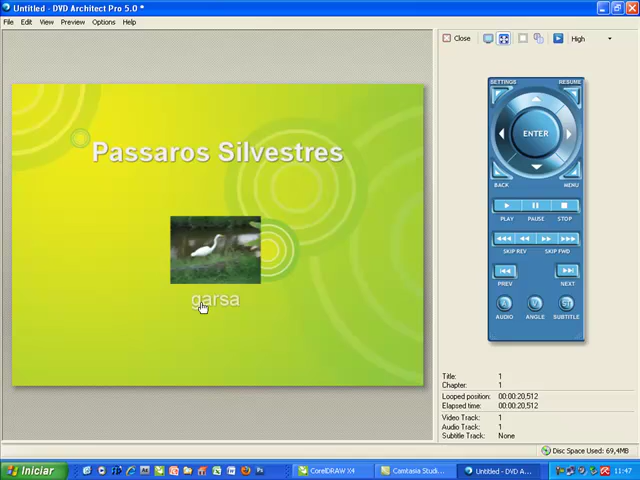 Untitled - DVD Architect Pro 5.0 *
File Edit View Preview Options Help
Close High
Passaros Silvestres
garsa
SETTINGS RESUME
ENTER
BACK MENU
PLAY PAUSE STOP
SKIP REV SKIP FWD
PREV NEXT
AUDIO ANGLE SUBTITLE
Title: 1
Chapter: 1
Looped position: 00:00:20,512
Elapsed time: 00:00:20,512
Video Track: 1
Audio Track: 1
Subtitle Track: None
Disc Space Used: 69,4MB
Iniciar CorelDRAW X4 Camtasia Studi... Untitled - DVD A... 11:47